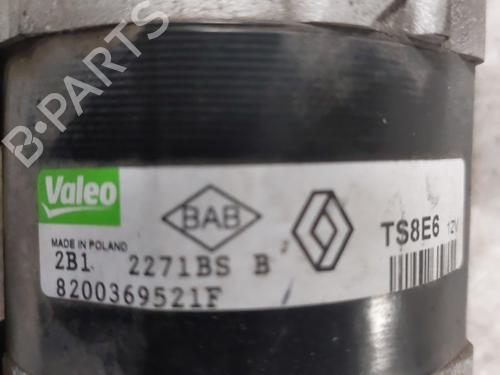 B-PARTS
Valeo
BAB
TS8E6 12V
MADE IN POLAND
2B1 2271BS B
8200369521F